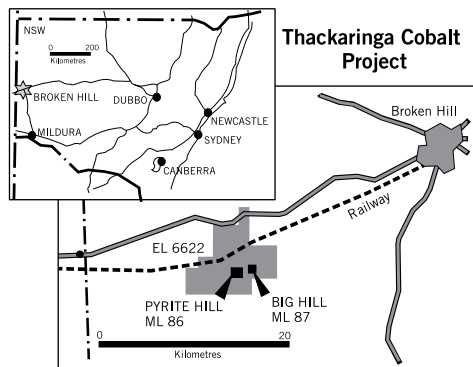 NSW
0 200
Kilometres
BROKEN HILL
DUBBO
NEWCASTLE
SYDNEY
MILDURA
CANBERRA
Thackaringa Cobalt
Project
Broken Hill
Railway
EL 6622
PYRITE HILL
ML 86
BIG HILL
ML 87
0 20
Kilometres